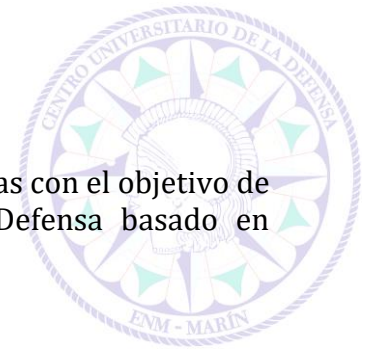 CENTRO UNIVERSITARIO DE LA DEFENSA
as con el objetivo de
Defensa basado en
ENM - MARÍN